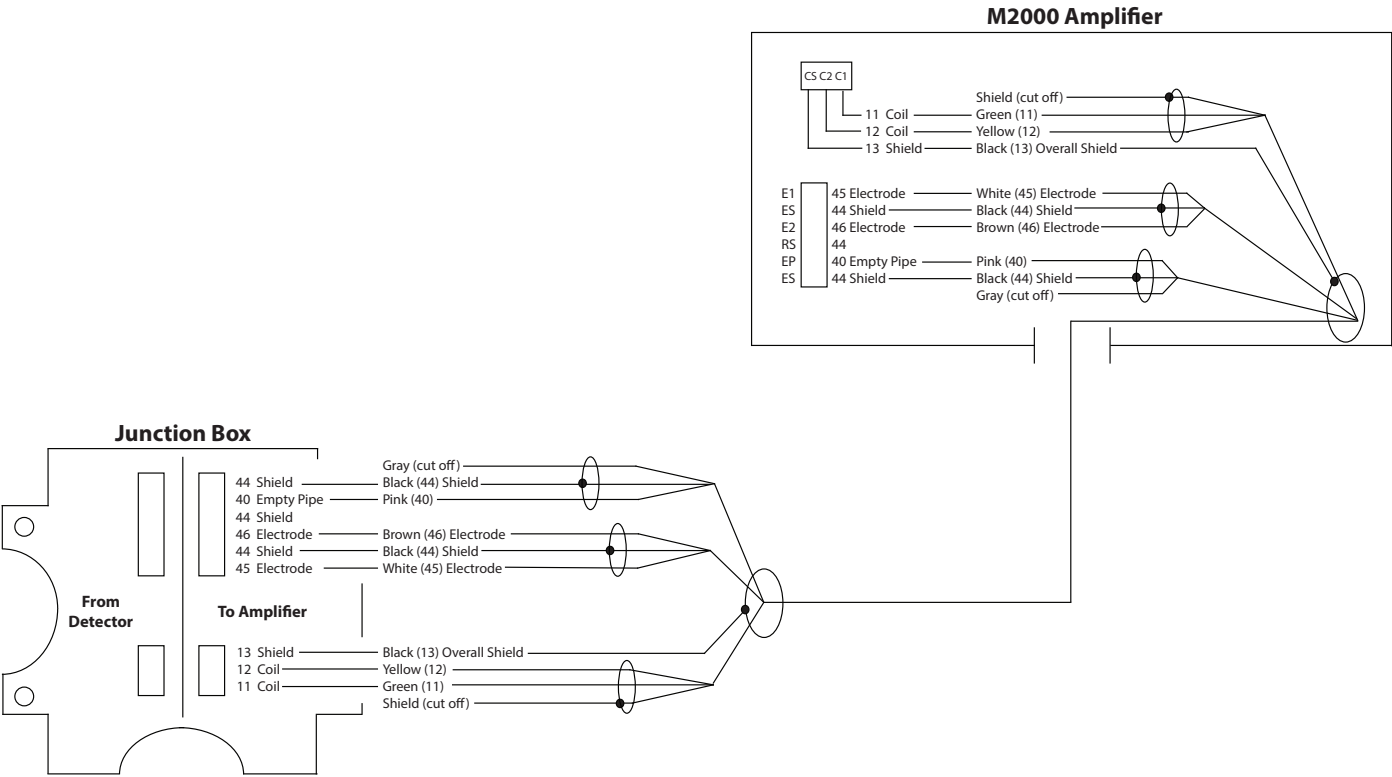 M2000 Amplifier
CS C2 C1
Shield (cut off)
11 Coil Green (11)
12 Coil Yellow (12)
13 Shield Black (13) Overall Shield
E1 45 Electrode White (45) Electrode
ES 44 Shield Black (44) Shield
E2 46 Electrode Brown (46) Electrode
RS 44
EP 40 Empty Pipe Pink (40)
ES 44 Shield Black (44) Shield
Gray (cut off)
Junction Box
Gray (cut off)
44 Shield Black (44) Shield
40 Empty Pipe Pink (40)
44 Shield
46 Electrode Brown (46) Electrode
44 Shield Black (44) Shield
45 Electrode White (45) Electrode
From
Detector
To Amplifier
13 Shield Black (13) Overall Shield
12 Coil Yellow (12)
11 Coil Green (11)
Shield (cut off)